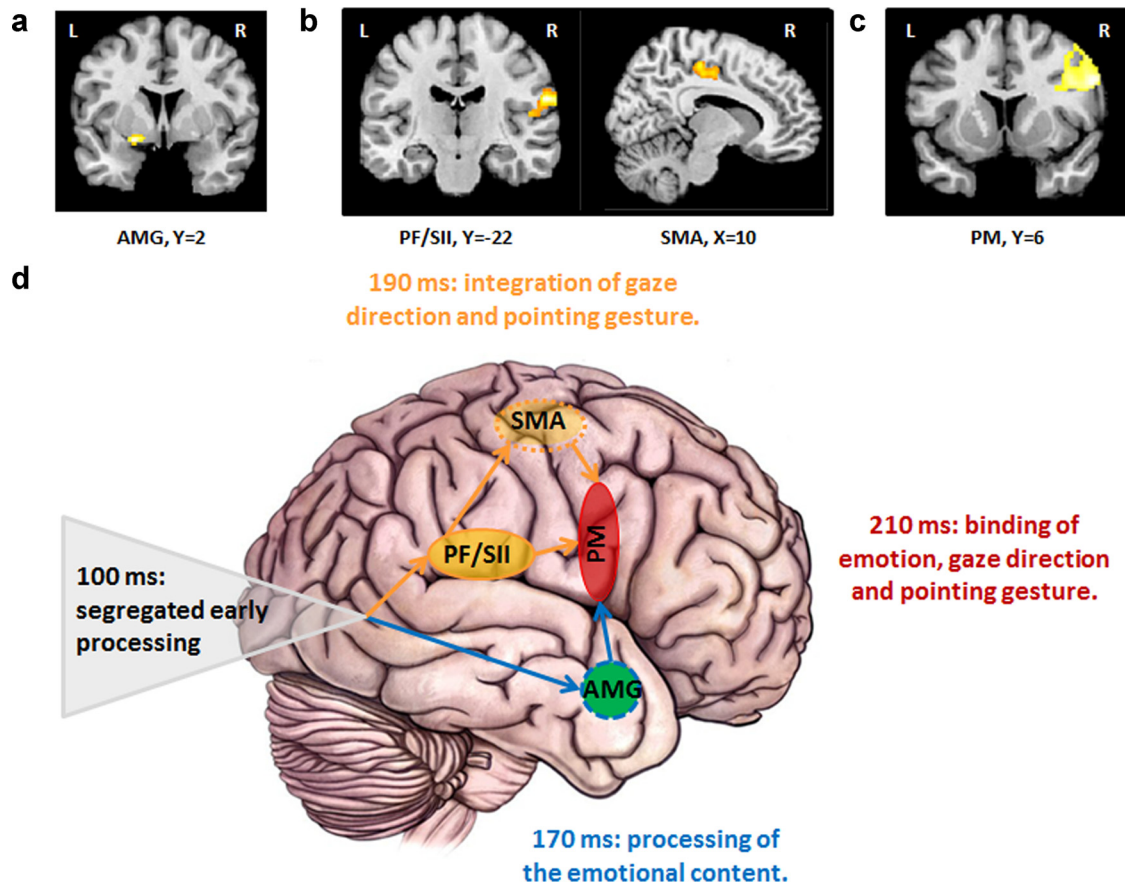 a
b
c
L
R
R
L
R
AMG, Y=2
PF/SII, Y=-22
SMA, X=10
PM, Y=6
d
190 ms: integration of gaze
direction and pointing gesture.
SMA
PF/SII
PM
AMG
100 ms:
segregated early
processing
210 ms: binding of
emotion, gaze direction
and pointing gesture.
170 ms: processing of
the emotional content.